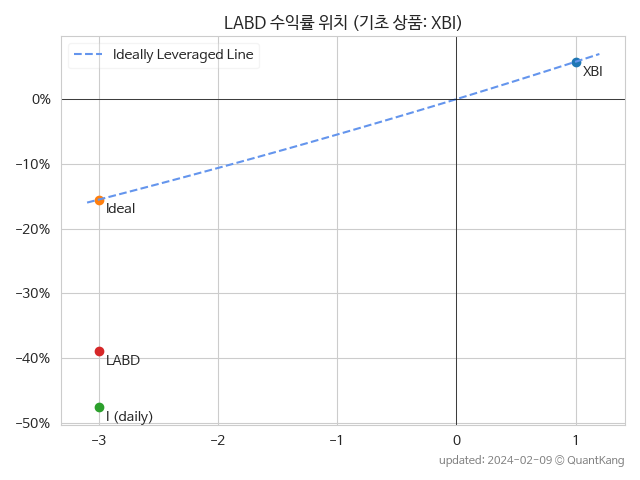 LABD 수익률 위치 (기초 상품: XBI)
Ideally Leveraged Line
XBI
0%
−10%
Ideal
−20%
−30%
−40%
LABD
I (daily)
−50%
−3
−2
−1
0
1
updated: 2024-02-09 © QuantKang